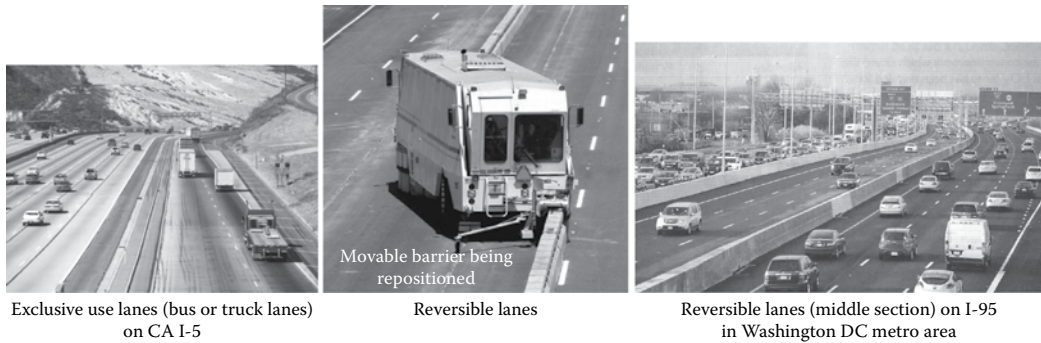 Movable barrier being
repositioned
Exclusive use lanes (bus or truck lanes)
on CA I-5
Reversible lanes
Reversible lanes (middle section) on I-95
in Washington DC metro area